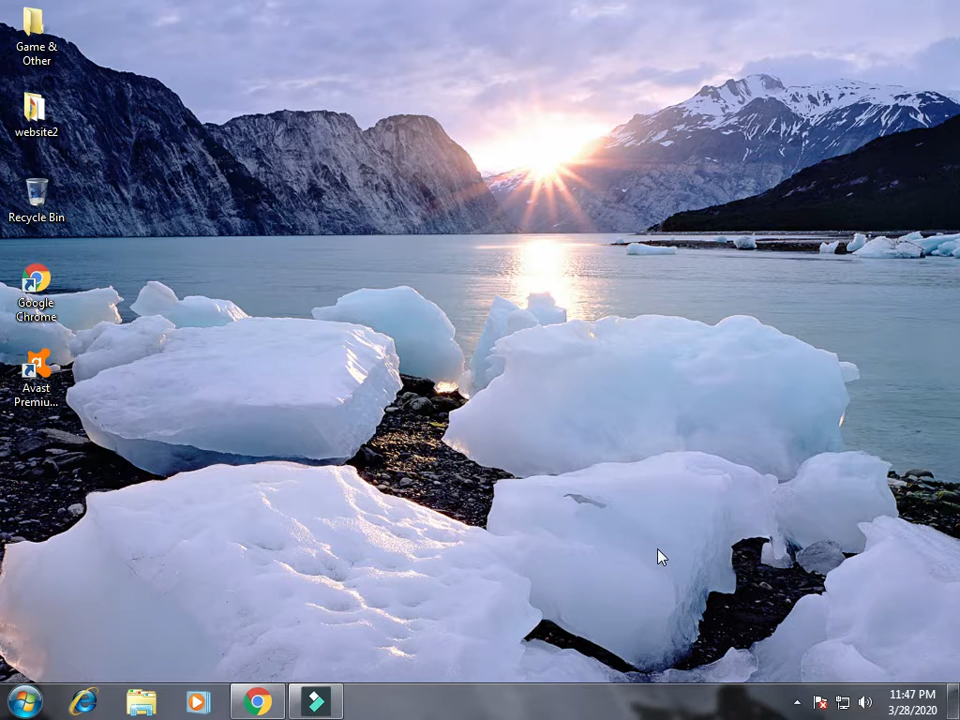 Game &
Other
website2
Recycle Bin
Google
Chrome
Avast
Premiu...
11:47 PM
3/28/2020